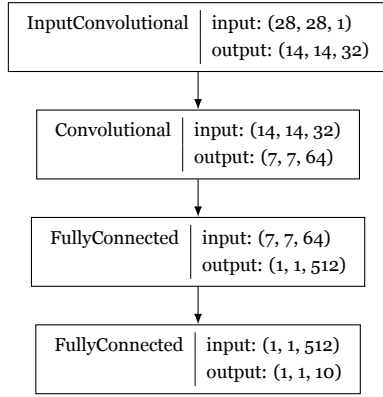 InputConvolutional input: (28, 28, 1)
output: (14, 14, 32)
Convolutional input: (14, 14, 32)
output: (7, 7, 64)
FullyConnected input: (7, 7, 64)
output: (1, 1, 512)
FullyConnected input: (1, 1, 512)
output: (1, 1, 10)